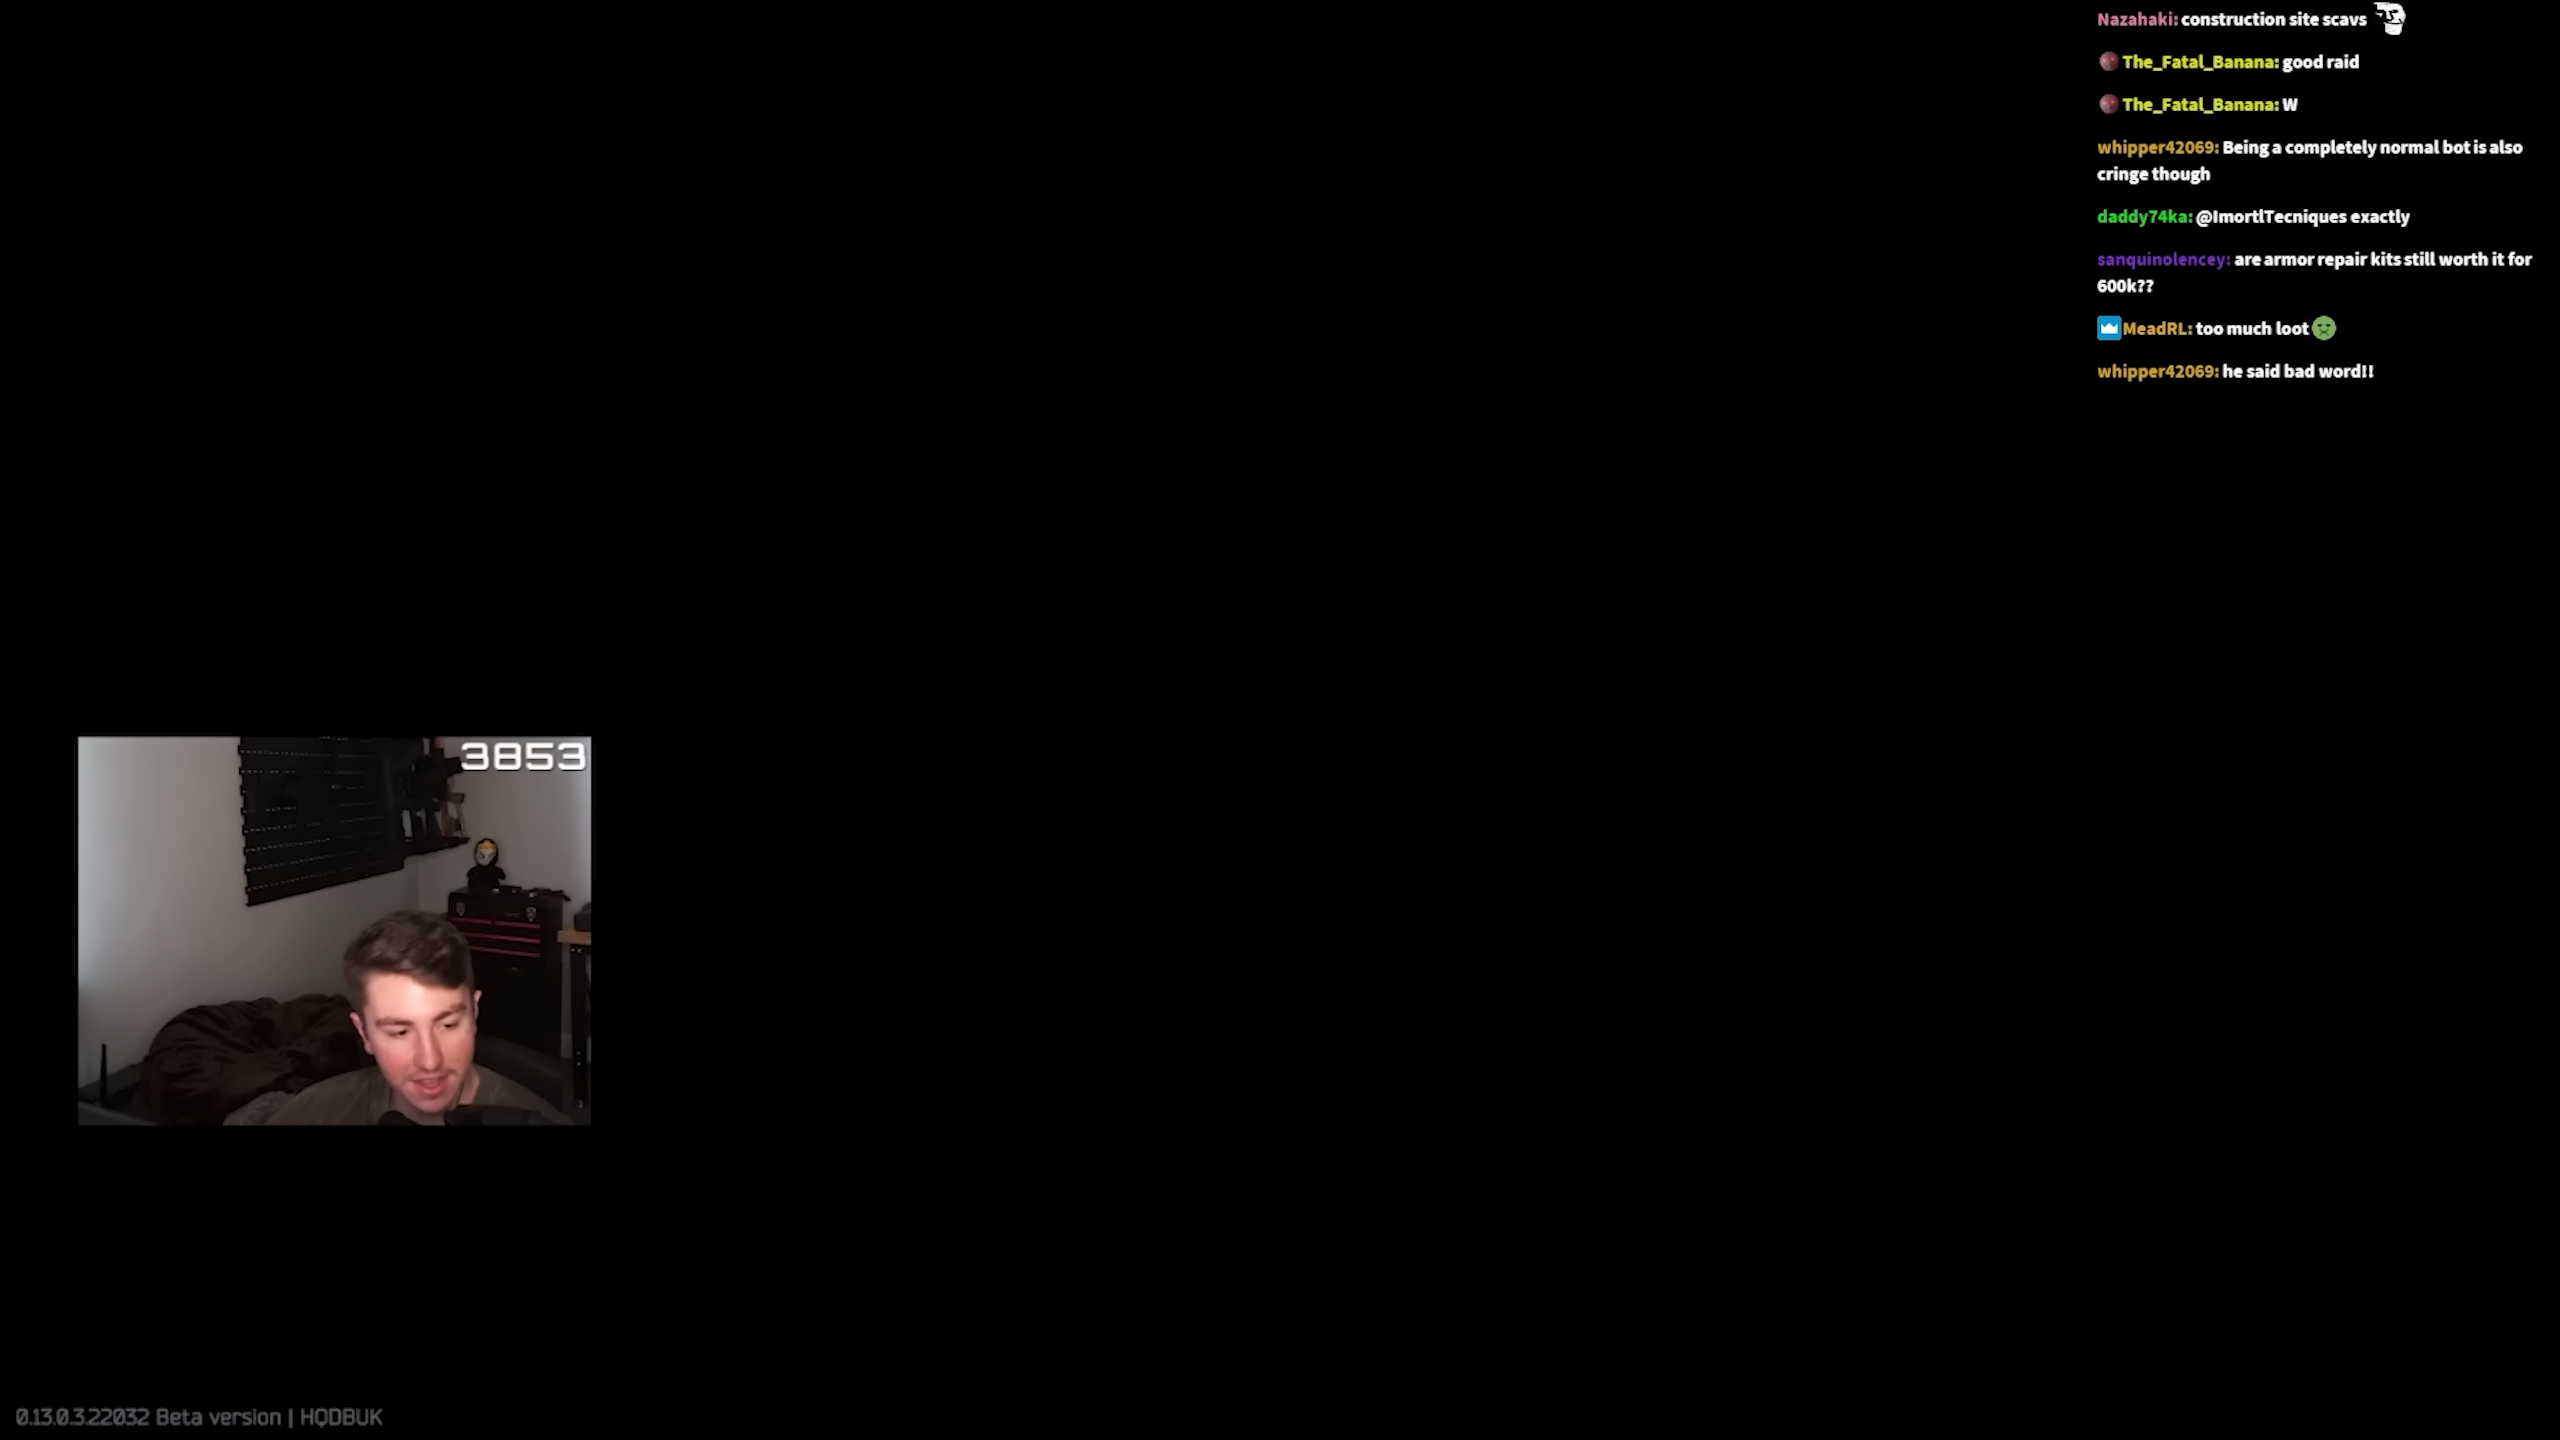 Nazahaki: construction site scavs
The_Fatal_Banana: good raid
The_Fatal_Banana: W
whipper42069: Being a completely normal bot is also
cringe though
daddy74ka: @ImortlTecniques exactly
sanquinolencey: are armor repair kits still worth it for
600k??
MeadRL: too much loot
whipper42069: he said bad word!!
3853
0.13.0.3.22032 Beta version | HQDBUK